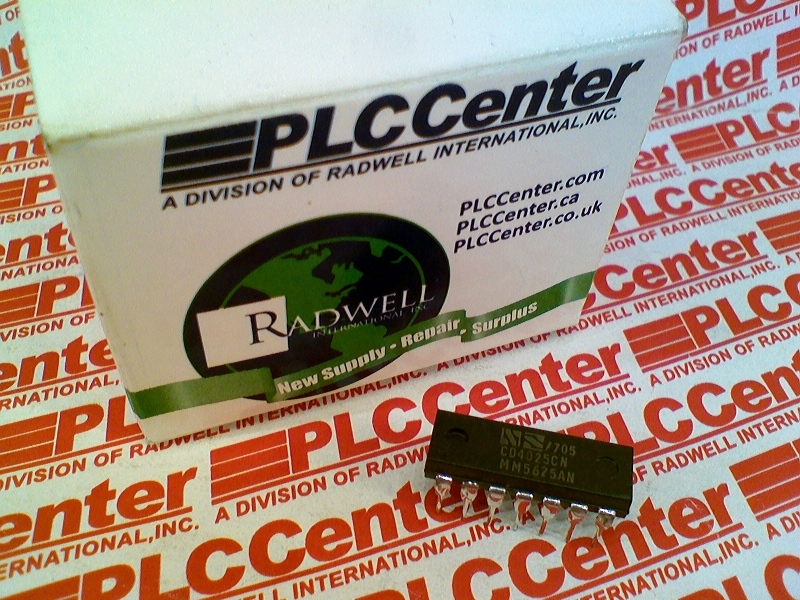 PLCCenter
A DIVISION OF RADWELL INTERNATIONAL, INC.
PLCCenter.com
PLCCenter.ca
PLCCenter.co.uk
RADWELL
INTERNATIONAL INC
New Supply - Repair - Surplus
705
CD4025CN
MM5625AN
PLCCenter
A DIVISION OF RADWELL INTERNATIONAL, INC.